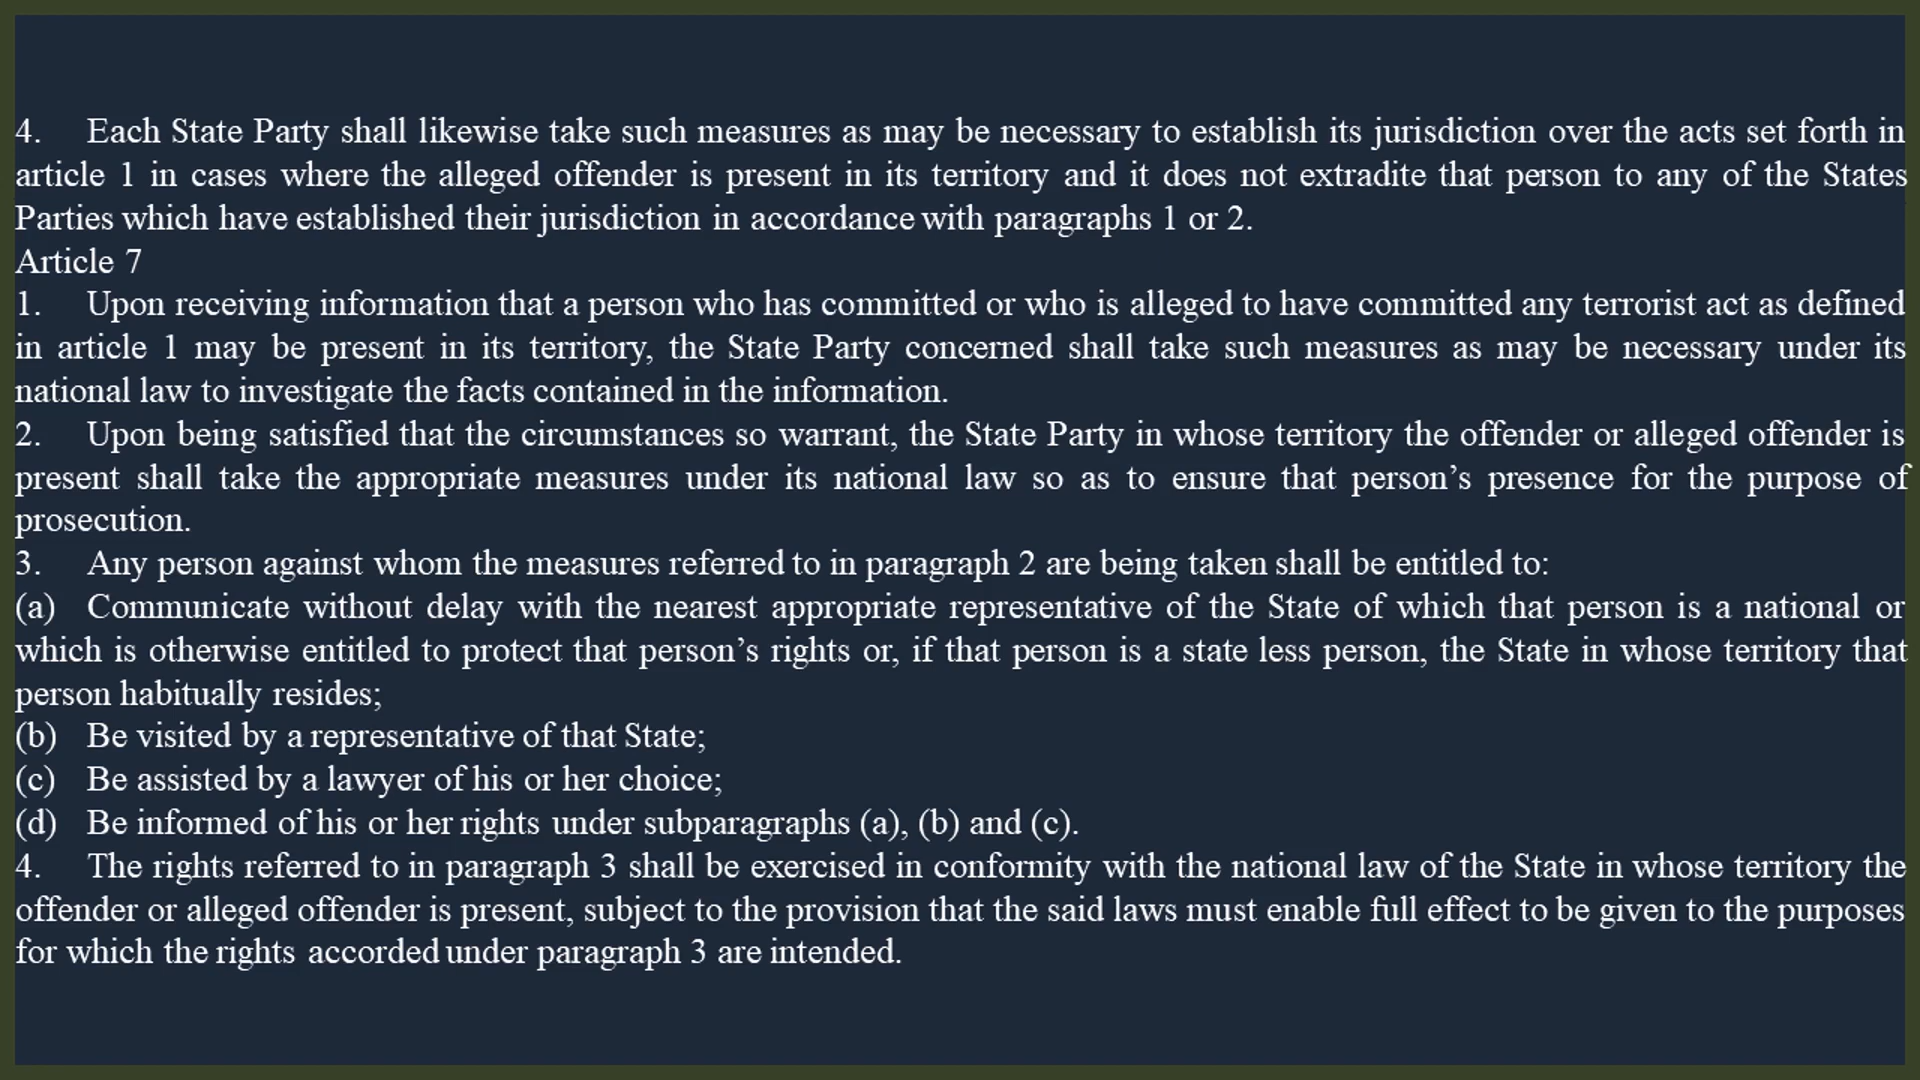 4. Each State Party shall likewise take such measures as may be necessary to establish its jurisdiction over the acts set forth in
article 1 in cases where the alleged offender is present in its territory and it does not extradite that person to any of the States
Parties which have established their jurisdiction in accordance with paragraphs 1 or 2.
Article 7
1. Upon receiving information that a person who has committed or who is alleged to have committed any terrorist act as defined
in article 1 may be present in its territory, the State Party concerned shall take such measures as may be necessary under its
national law to investigate the facts contained in the information.
2. Upon being satisfied that the circumstances so warrant, the State Party in whose territory the offender or alleged offender is
present shall take the appropriate measures under its national law so as to ensure that person’s presence for the purpose of
prosecution.
3. Any person against whom the measures referred to in paragraph 2 are being taken shall be entitled to:
(a) Communicate without delay with the nearest appropriate representative of the State of which that person is a national or
which is otherwise entitled to protect that person’s rights or, if that person is a state less person, the State in whose territory that
person habitually resides;
(b) Be visited by a representative of that State;
(c) Be assisted by a lawyer of his or her choice;
(d) Be informed of his or her rights under subparagraphs (a), (b) and (c).
4. The rights referred to in paragraph 3 shall be exercised in conformity with the national law of the State in whose territory the
offender or alleged offender is present, subject to the provision that the said laws must enable full effect to be given to the purposes
for which the rights accorded under paragraph 3 are intended.